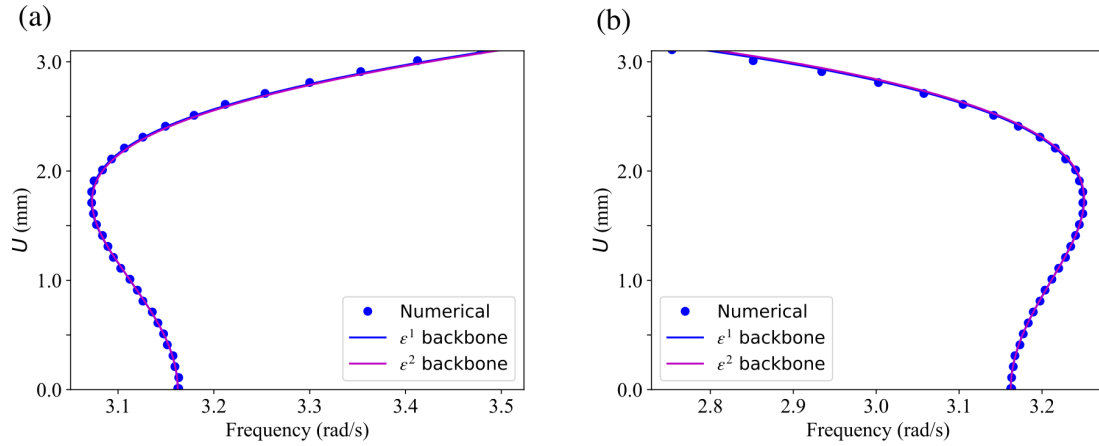 (a)
3.0
2.0
1.0
0.0
U (mm)
3.1 3.2 3.3 3.4 3.5
Frequency (rad/s)
Numerical
ε¹ backbone
ε² backbone
(b)
3.0
2.0
1.0
0.0
U (mm)
2.8 2.9 3.0 3.1 3.2
Frequency (rad/s)
Numerical
ε¹ backbone
ε² backbone